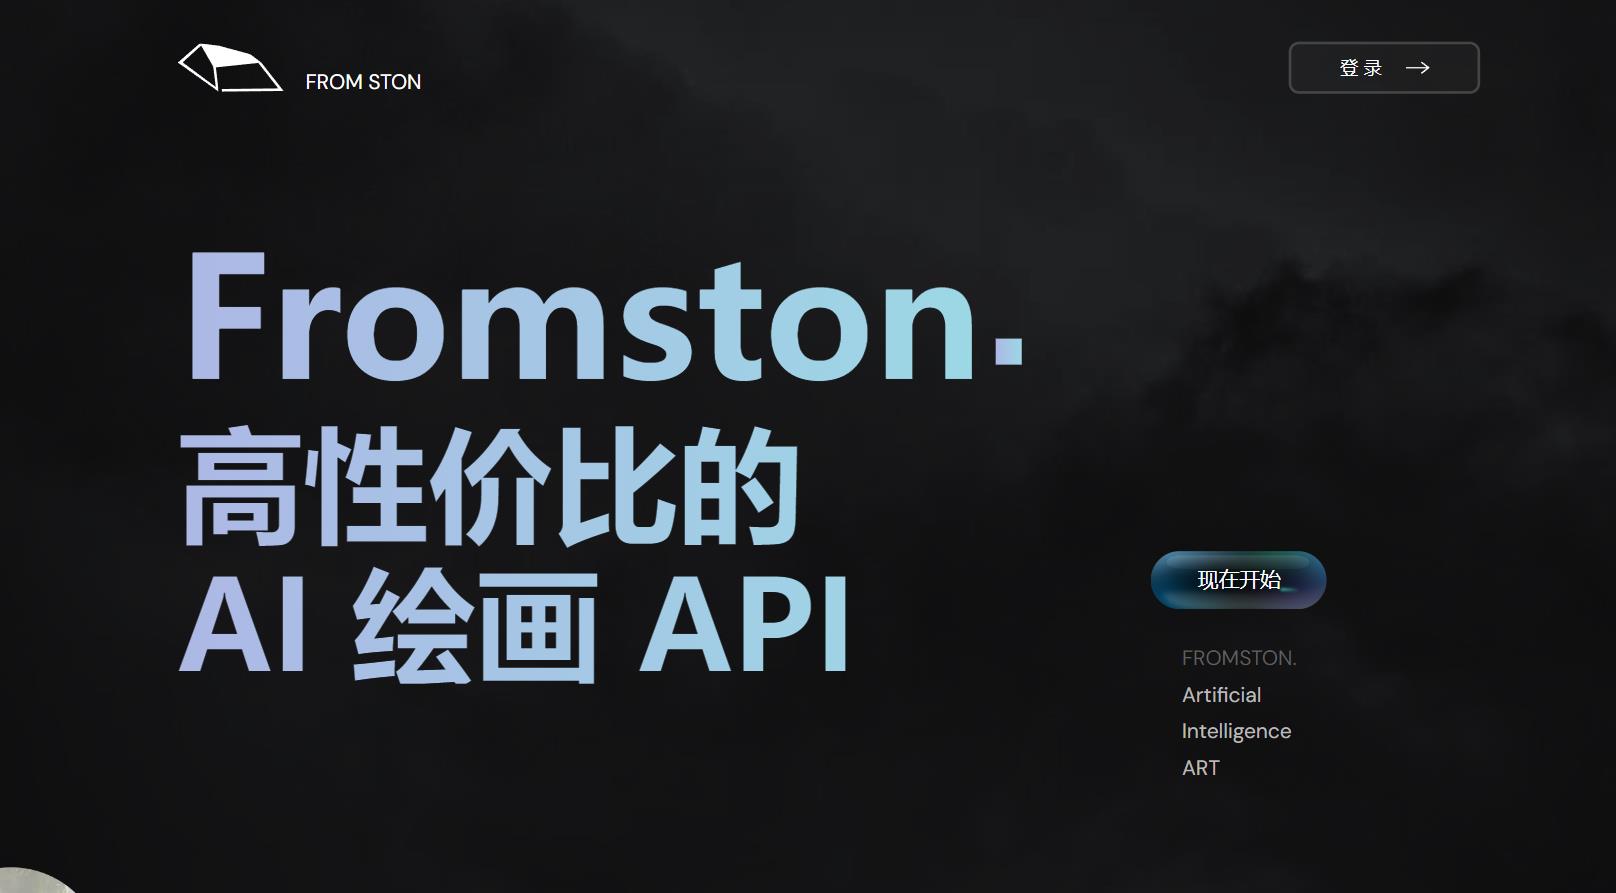 FROM STON
登录
Fromston.
高性价比的
AI 绘画 API
现在开始
FROMSTON.
Artificial
Intelligence
ART